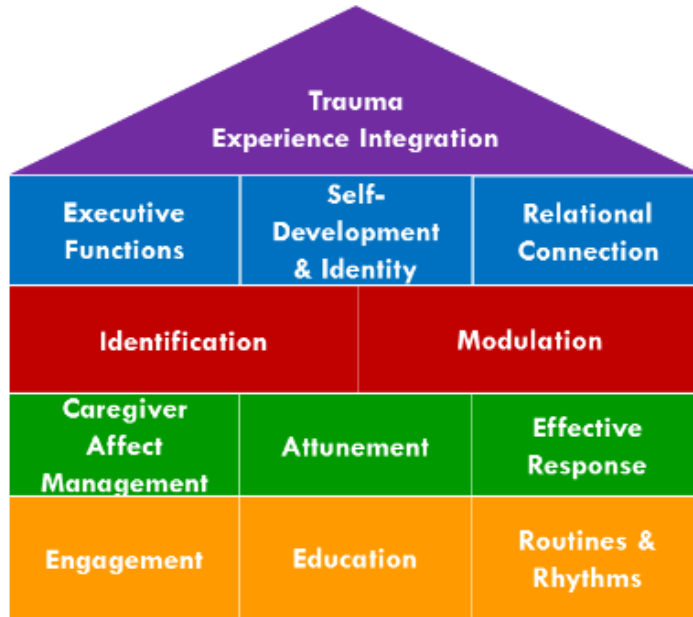 Trauma
Experience Integration
Executive
Functions
Self-
Development
& Identity
Relational
Connection
Identification
Modulation
Caregiver
Affect
Management
Attunement
Effective
Response
Engagement
Education
Routines &
Rhythms